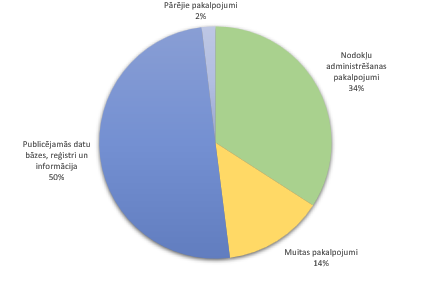 Pārējie pakalpojumi
2%
Nodokļu
administrēšanas
pakalpojumi
34%
Publicējamās datu
bāzes, reģistri un
informācija
50%
Muitas pakalpojumi
14%